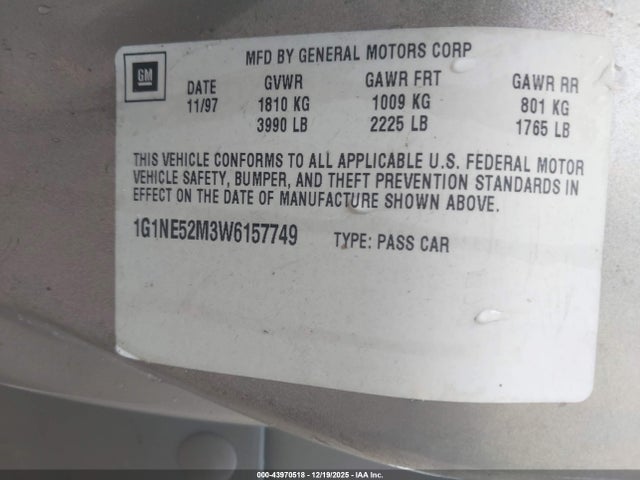 MFD BY GENERAL MOTORS CORP
GM
DATE GVWR GAWR FRT GAWR RR
11/97 1810 KG 1009 KG 801 KG
3990 LB 2225 LB 1765 LB
THIS VEHICLE CONFORMS TO ALL APPLICABLE U.S. FEDERAL MOTOR
VEHICLE SAFETY, BUMPER, AND THEFT PREVENTION STANDARDS IN
EFFECT ON THE DATE OF MANUFACTURE SHOWN ABOVE.
1G1NE52M3W6157749 TYPE: PASS CAR
000-43970518 - 12/19/2025 - IAA Inc.